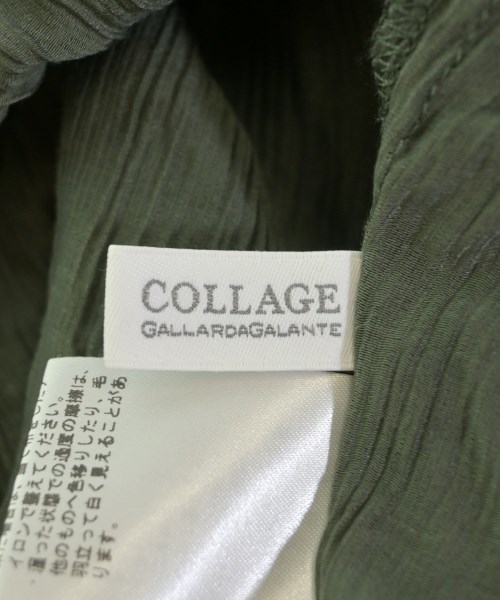 COLLAGE
GALLARDAGALANTE
イロンで整えてください。
湿った状態での過度の摩擦は、
他のものへ色移りしたり、毛
羽立って白く見えることがあ
ります。